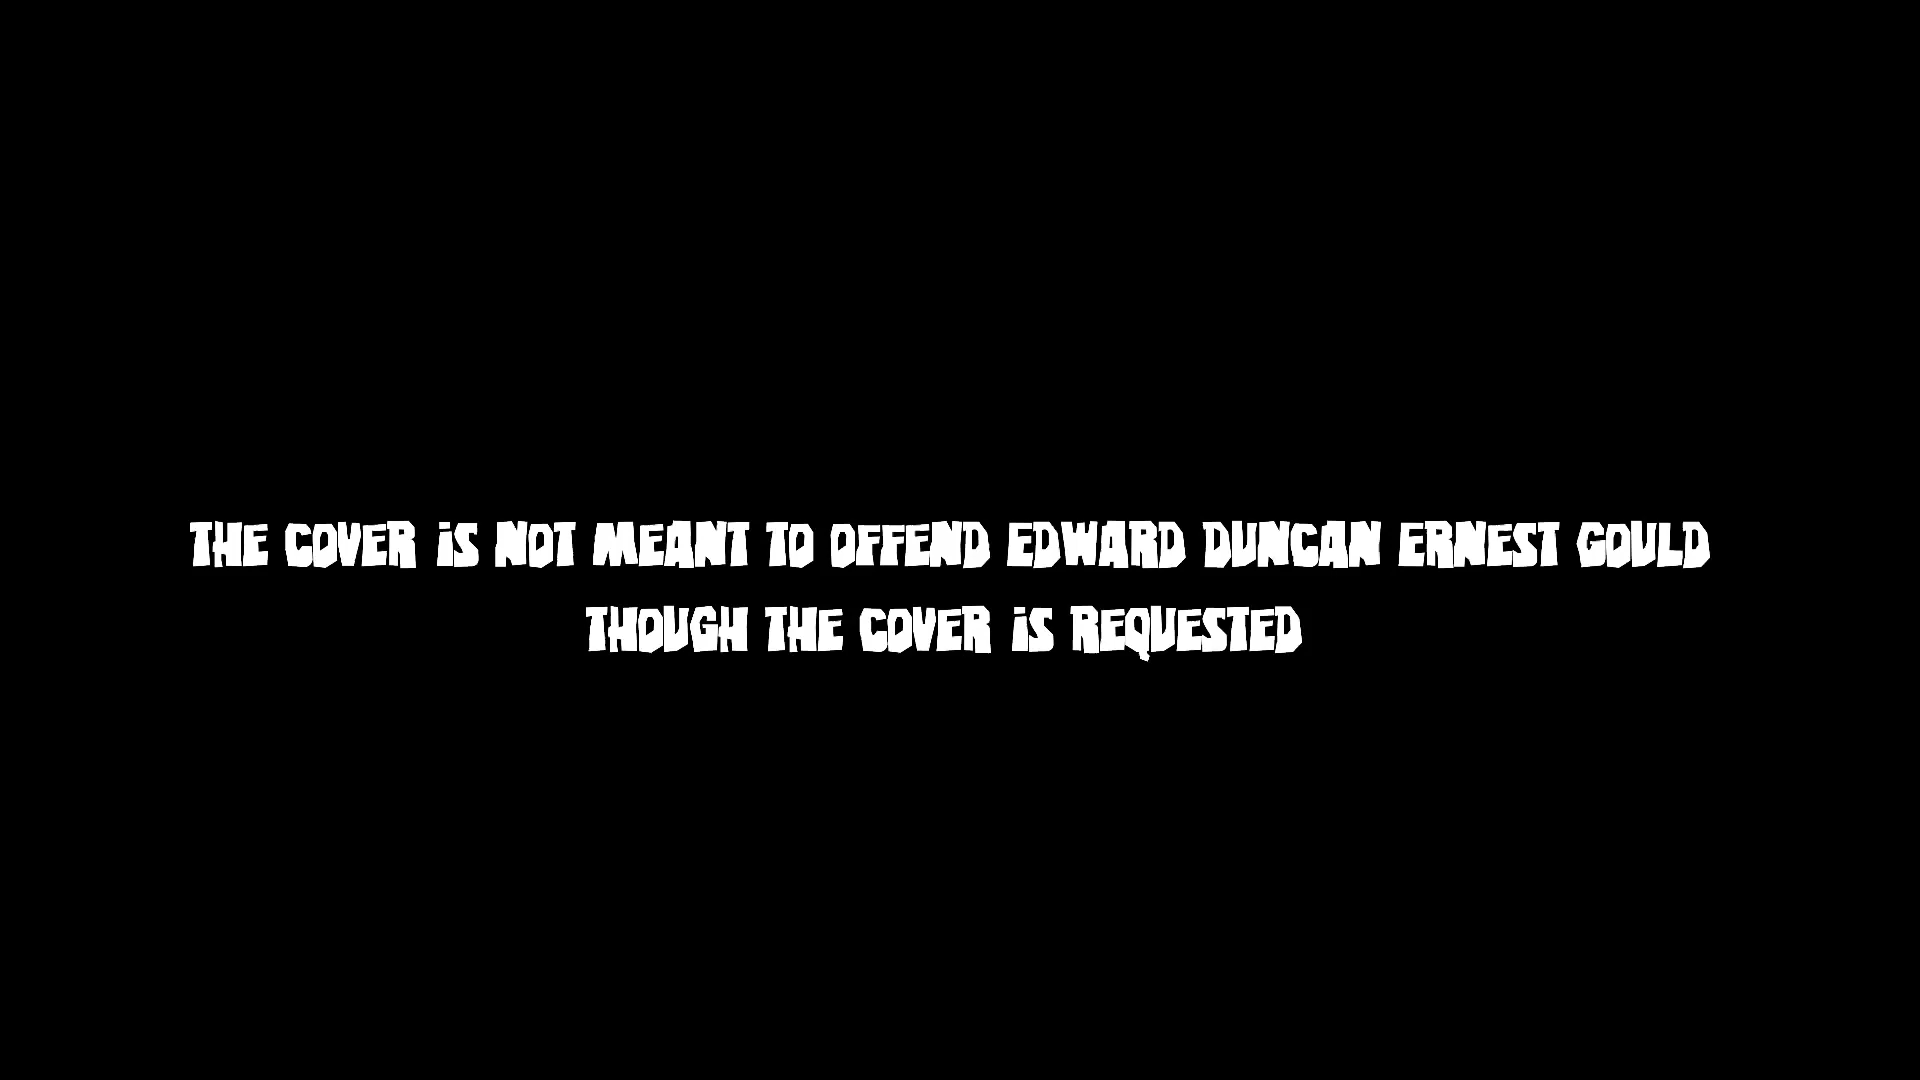 THE COVER iS NOT MEANT TO OFFEND EDWARD DUNCAN ERNEST GOULD
THOUGH THE COVER iS REQUESTED